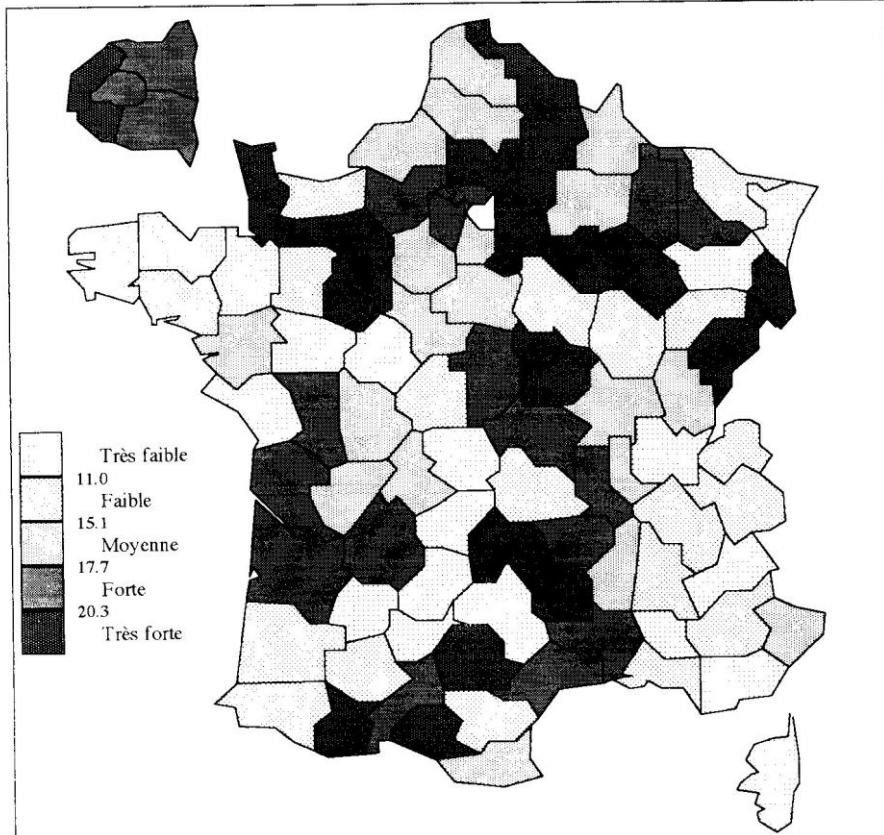 Très faible
11.0
Faible
15.1
Moyenne
17.7
Forte
20.3
Très forte